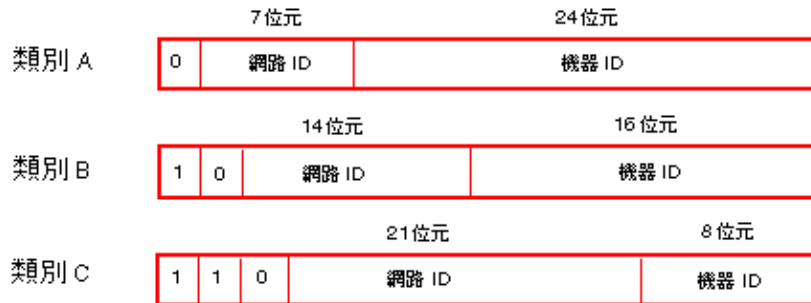 7位元 24位元
類別 A 0 網路 ID 機器 ID
14位元 16位元
類別 B 1 0 網路 ID 機器 ID
21位元 8位元
類別 C 1 1 0 網路 ID 機器 ID